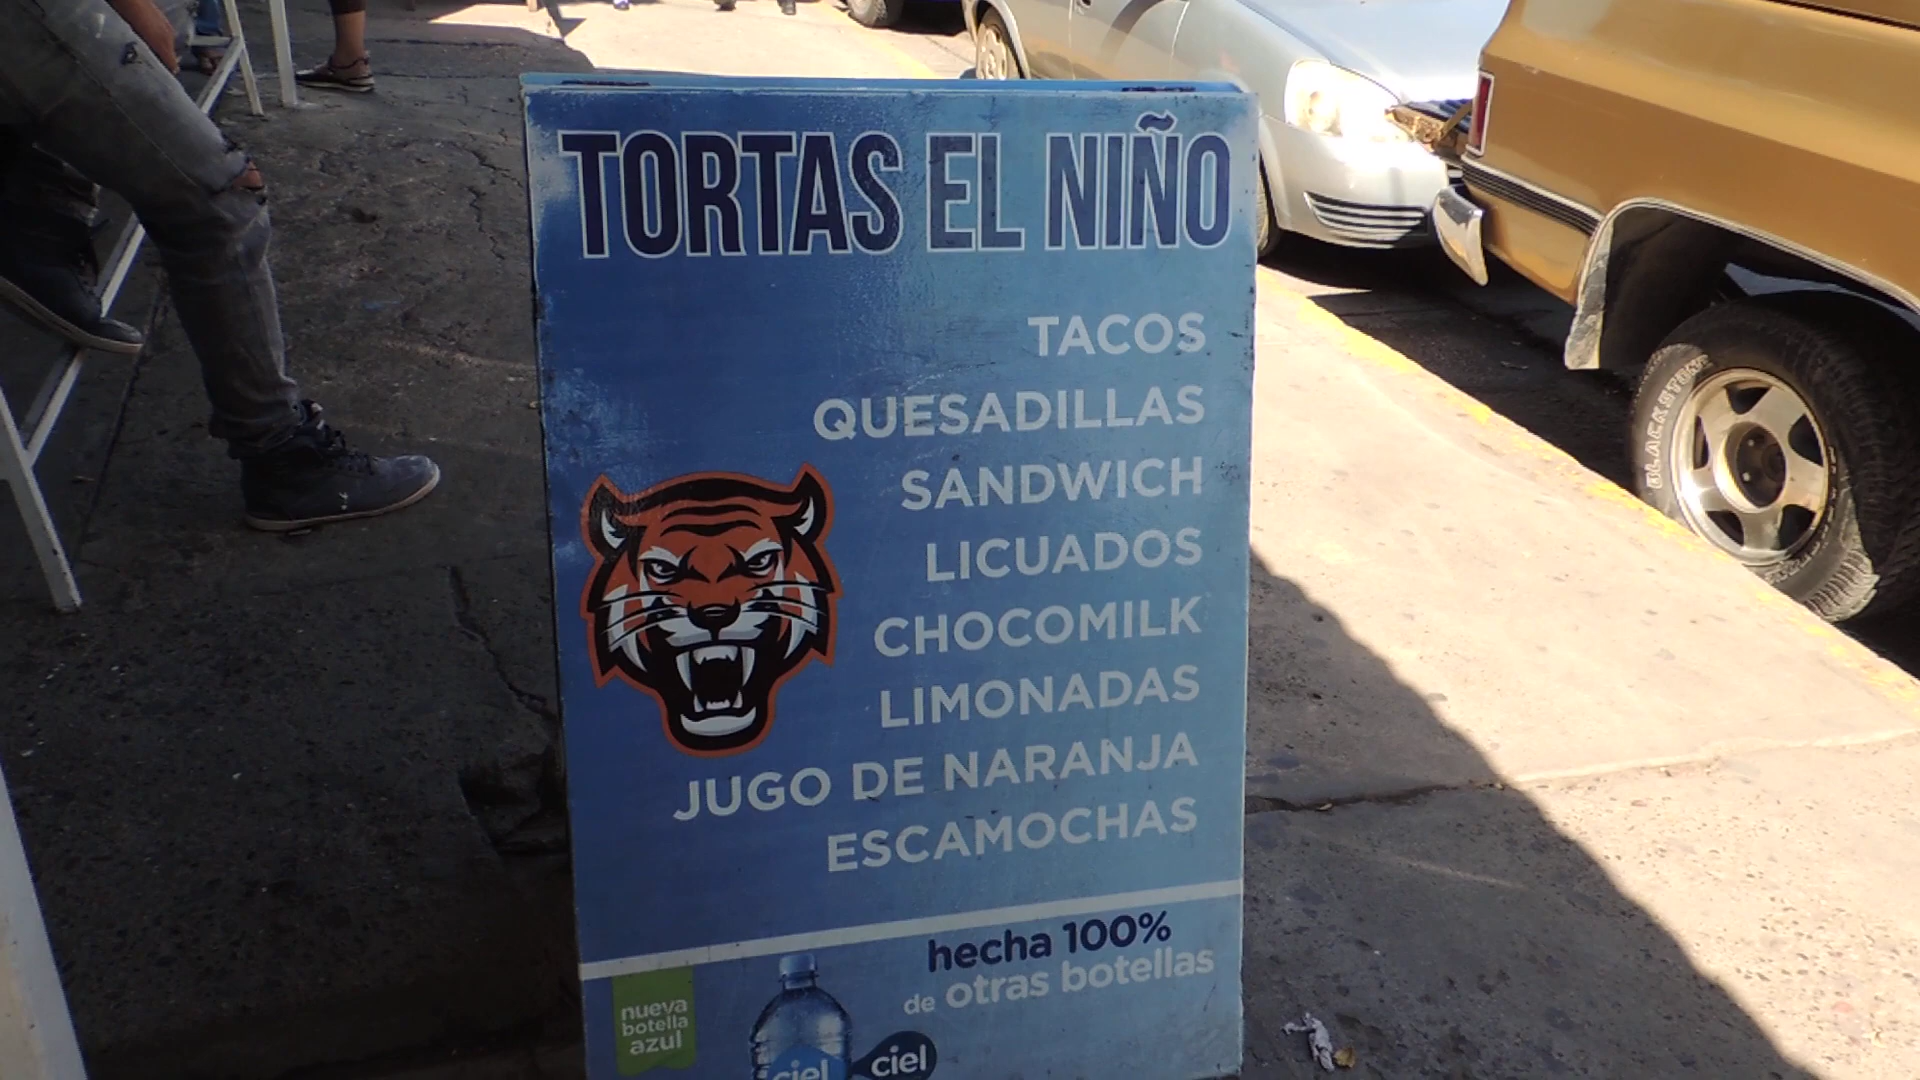 TORTAS EL NIÑO
TACOS
QUESADILLAS
SANDWICH
LICUADOS
CHOCOMILK
LIMONADAS
JUGO DE NARANJA
ESCAMOCHAS
hecha 100%
de otras botellas
nueva
botella
azul
ciel
ciel
BLACKSTONE